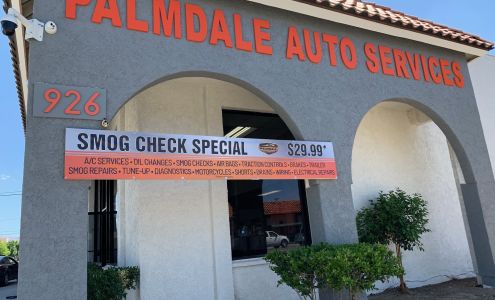 PALMDALE AUTO SERVICES
926
SMOG CHECK SPECIAL $29.99*
A/C SERVICES • OIL CHANGES • SMOG CHECKS • AIR BAGS • TRACTION CONTROLS • BRAKES • TRAILER
SMOG REPAIRS • TUNE-UP • DIAGNOSTICS • MOTORCYCLES • SHORTS • DRAINS • WIRING • ELECTRICAL REPAIRS